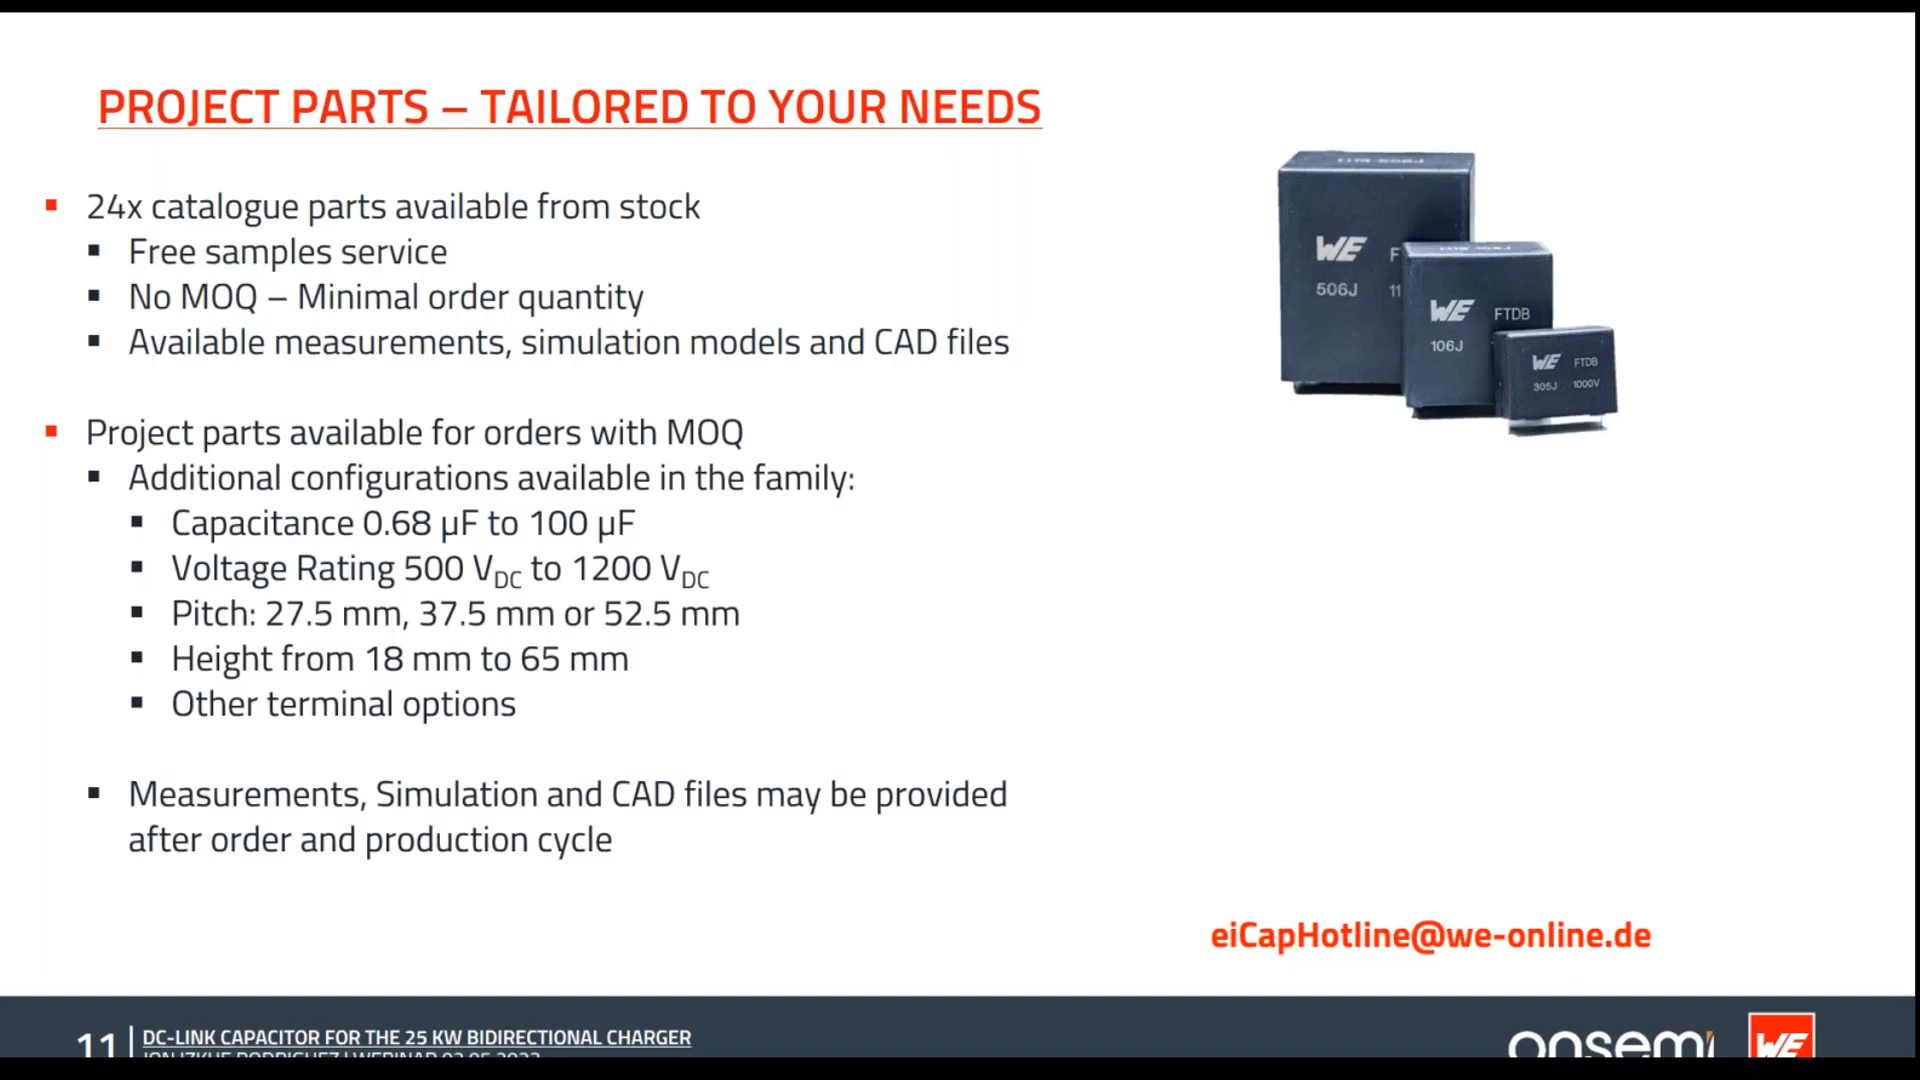 PROJECT PARTS – TAILORED TO YOUR NEEDS
24x catalogue parts available from stock
Free samples service
No MOQ – Minimal order quantity
Available measurements, simulation models and CAD files
Project parts available for orders with MOQ
Additional configurations available in the family:
Capacitance 0.68 µF to 100 µF
Voltage Rating 500 VDC to 1200 VDC
Pitch: 27.5 mm, 37.5 mm or 52.5 mm
Height from 18 mm to 65 mm
Other terminal options
Measurements, Simulation and CAD files may be provided
after order and production cycle
WE F
506J 11
WE FTDB
106J
WE FTDB
305J 1000V
eiCapHotline@we-online.de
11
DC-LINK CAPACITOR FOR THE 25 KW BIDIRECTIONAL CHARGER
onsemi
WE